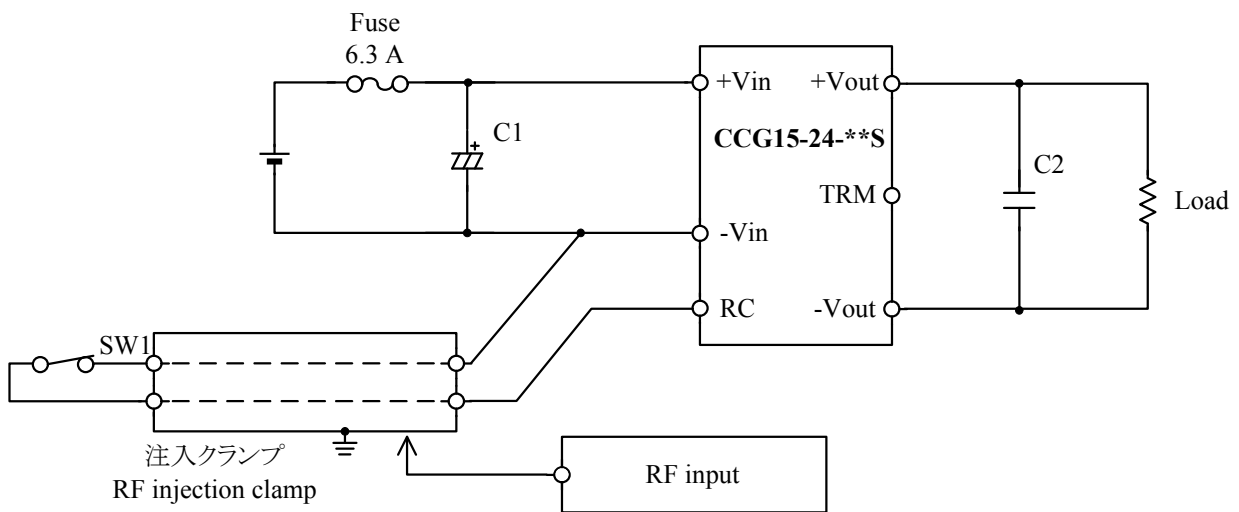 Fuse
6.3 A
+Vin
+Vout
C1
CCG15-24-**S
C2
TRM
Load
-Vin
RC
-Vout
SW1
注入クランプ
RF injection clamp
RF input